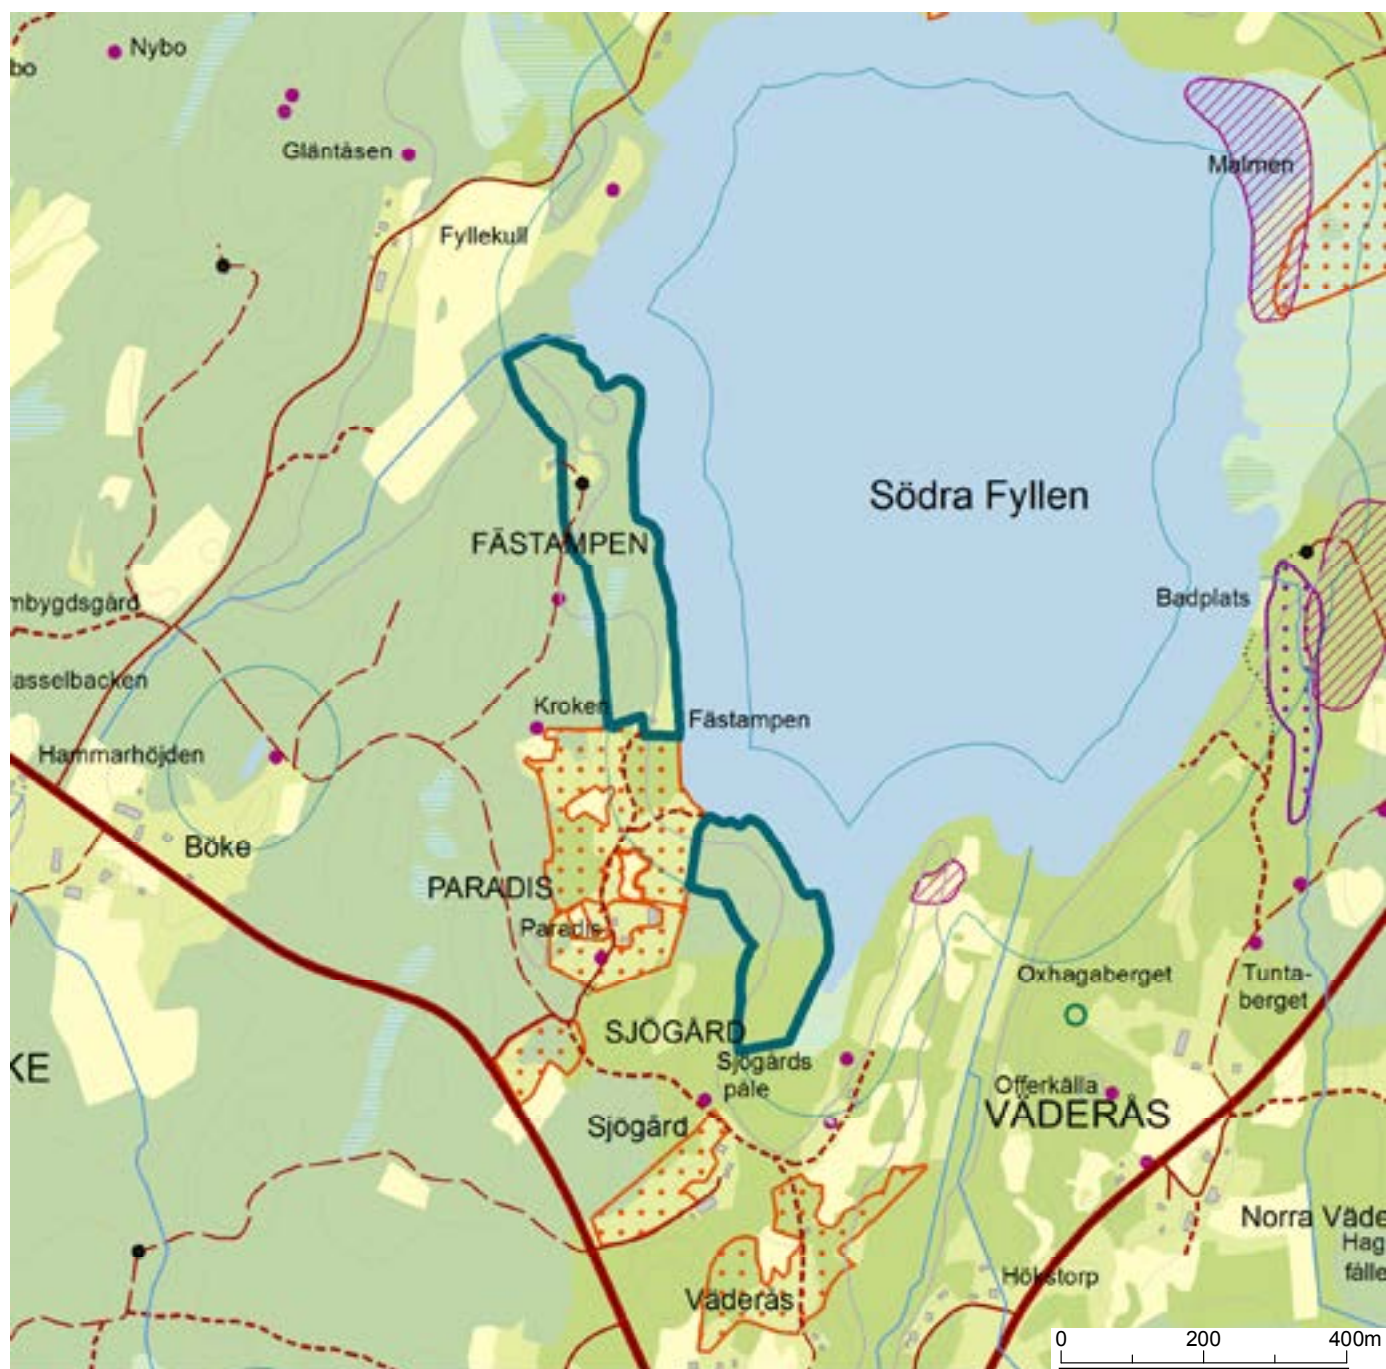 Nybo
bo
Gläntåsen
Malmen
Fyllekull
Södra Fyllen
FÄSTAMPEN
mbygdsgård
Badplats
asselbacken
Kroken
Fästampen
Hammarhöjden
Böke
PARADIS
Paradis
Oxhagaberget
Tunta-
berget
SJÖGÅRD
KE
Sjögårds
påle
Offerkälla
VÄDERÅS
Sjögård
Norra Väde
Hag
fälle
Hökstorp
Väderås
0 200 400m